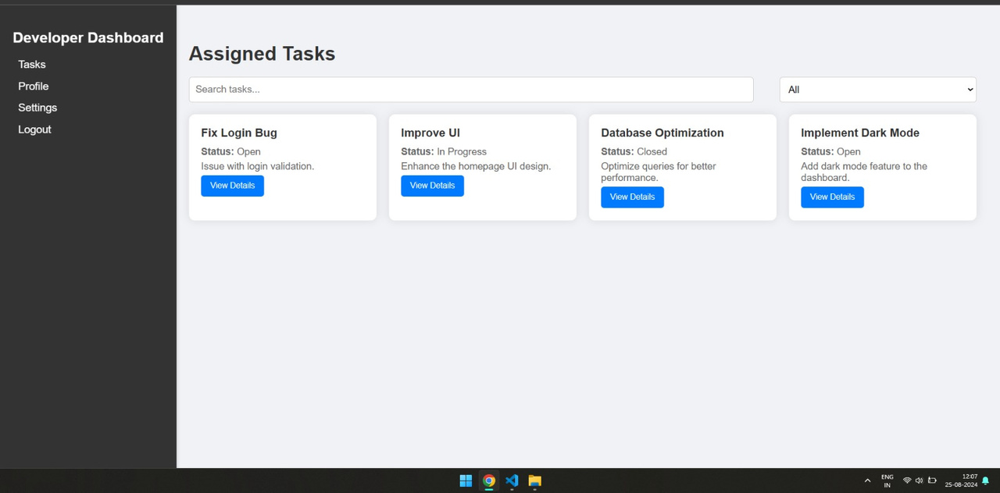 Developer Dashboard
Tasks
Profile
Settings
Logout
Assigned Tasks
Search tasks...
All
Fix Login Bug
Status: Open
Issue with login validation.
View Details
Improve UI
Status: In Progress
Enhance the homepage UI design.
View Details
Database Optimization
Status: Closed
Optimize queries for better
performance.
View Details
Implement Dark Mode
Status: Open
Add dark mode feature to the
dashboard.
View Details
ENG
IN
12:07
25-08-2024